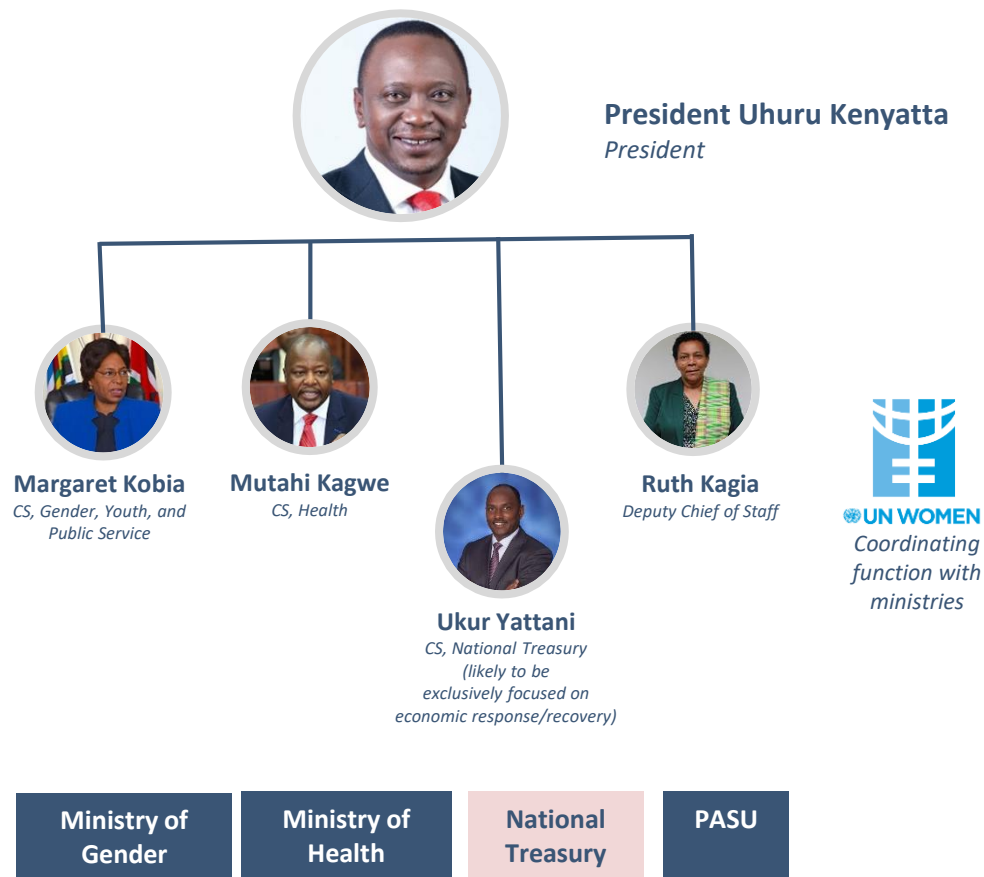 President Uhuru Kenyatta
President
Margaret Kobia
CS, Gender, Youth, and
Public Service
Mutahi Kagwe
CS, Health
Ukur Yattani
CS, National Treasury
(likely to be
exclusively focused on
economic response/recovery)
Ruth Kagia
Deputy Chief of Staff
UN WOMEN
Coordinating
function with
ministries
Ministry of
Gender
Ministry of
Health
National
Treasury
PASU